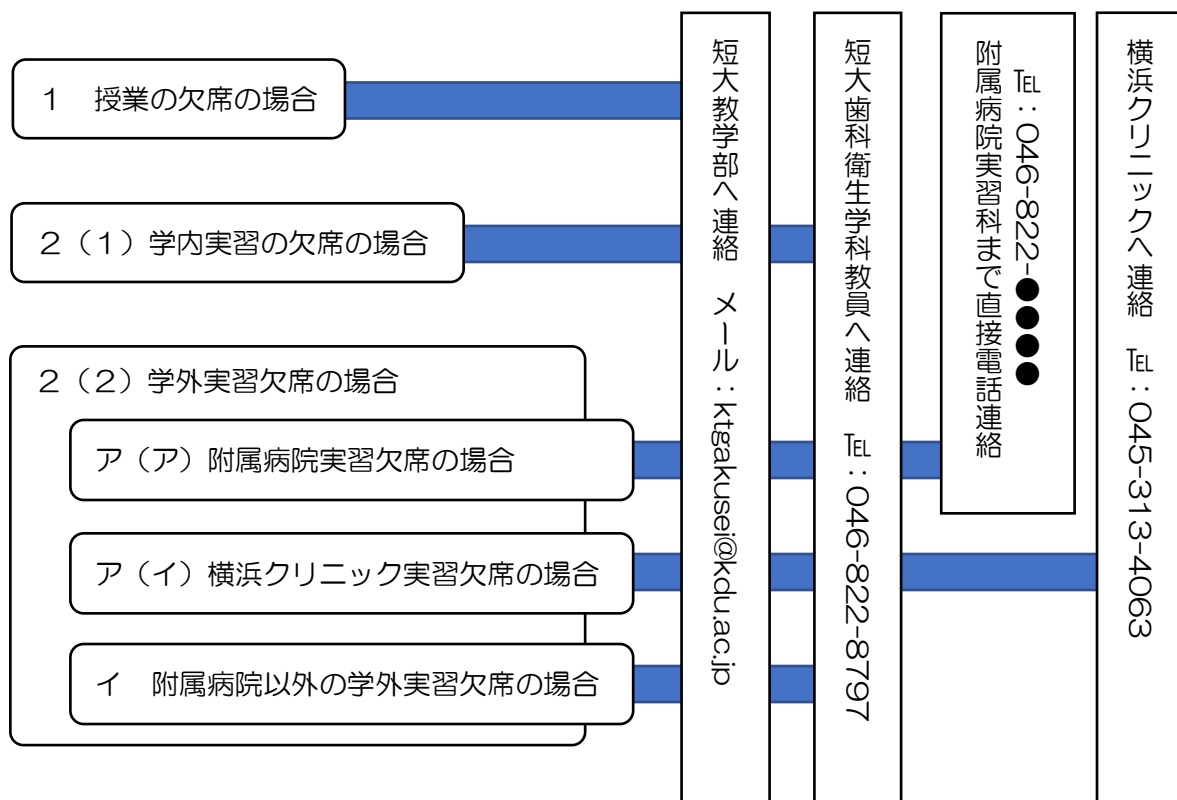 1　授業の欠席の場合
2（1）学内実習の欠席の場合
2（2）学外実習欠席の場合
ア（ア）附属病院実習欠席の場合
ア（イ）横浜クリニック実習欠席の場合
イ　附属病院以外の学外実習欠席の場合
短大教学部へ連絡　メール：ktgakusei@kdu.ac.jp
短大歯科衛生学科教員へ連絡　℡：046-822-8797
附属病院実習科まで直接電話連絡
℡：046-822-●●●●
横浜クリニックへ連絡　℡：045-313-4063